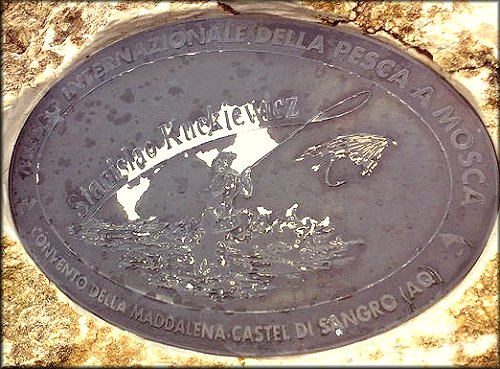 INTERNAZIONALE DELLA PESCA A MOSCA
Stanislao Kuckiewicz
CONVENTO DELLA MADDALENA CASTEL DI SANGRO (AQ)